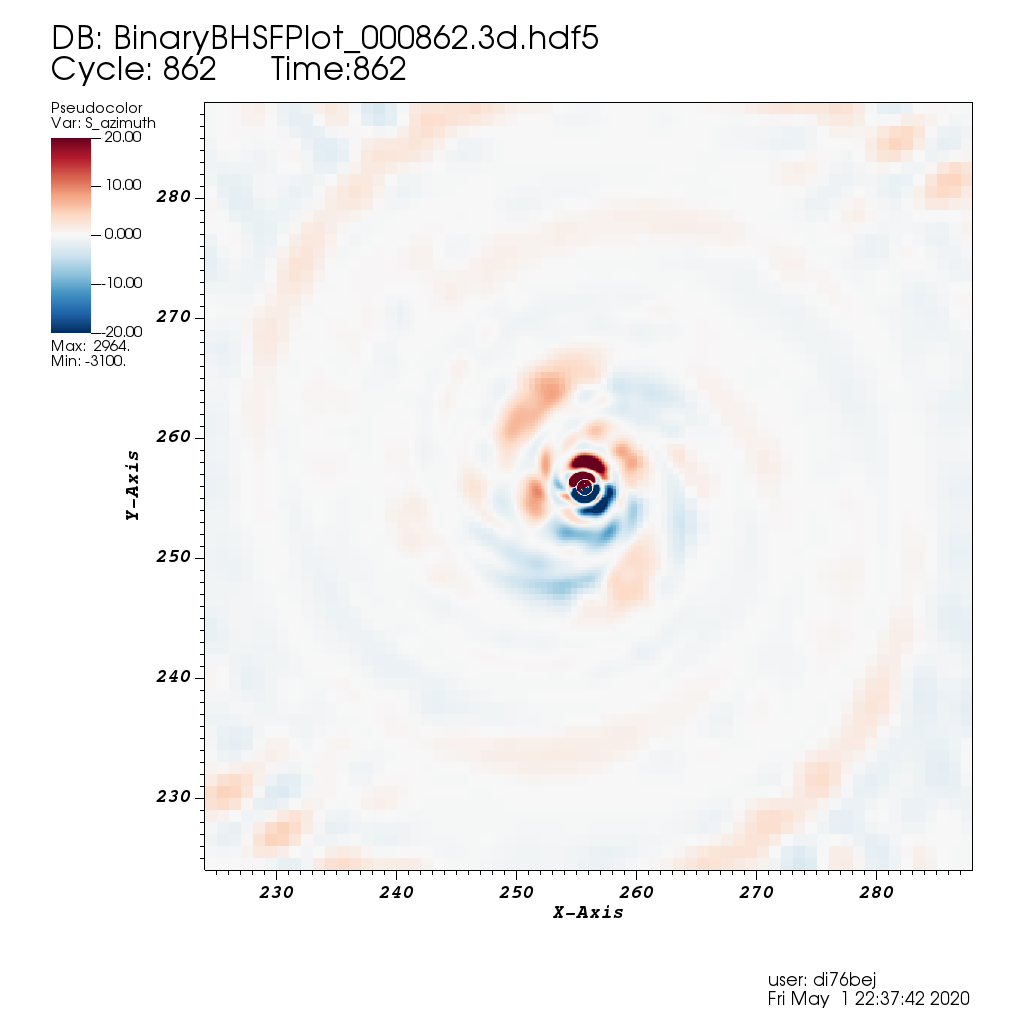 DB: BinaryBHSFPlot_000862.3d.hdf5
Cycle: 862 Time:862
Pseudocolor
Var: S_azimuth
20.00
10.00
0.000
-10.00
-20.00
Max: 2964.
Min: -3100.
280
270
260
250
240
230
Y-Axis
230 240 250 260 270 280
X-Axis
user: di76bej
Fri May 1 22:37:42 2020